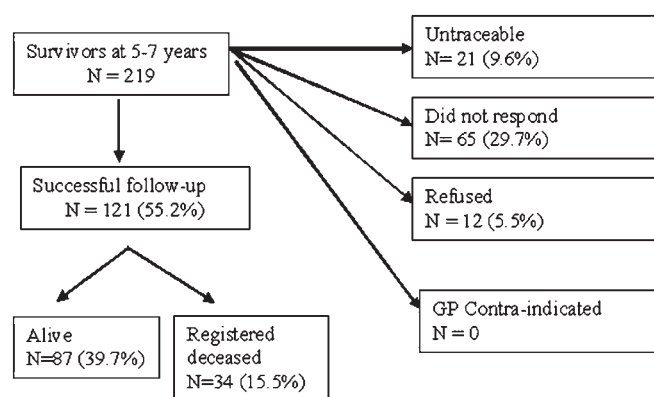 Survivors at 5-7 years
N = 219
Untraceable
N= 21 (9.6%)
Did not respond
N= 65 (29.7%)
Successful follow-up
N = 121 (55.2%)
Refused
N = 12 (5.5%)
GP Contra-indicated
N = 0
Alive
N=87 (39.7%)
Registered
deceased
N=34 (15.5%)